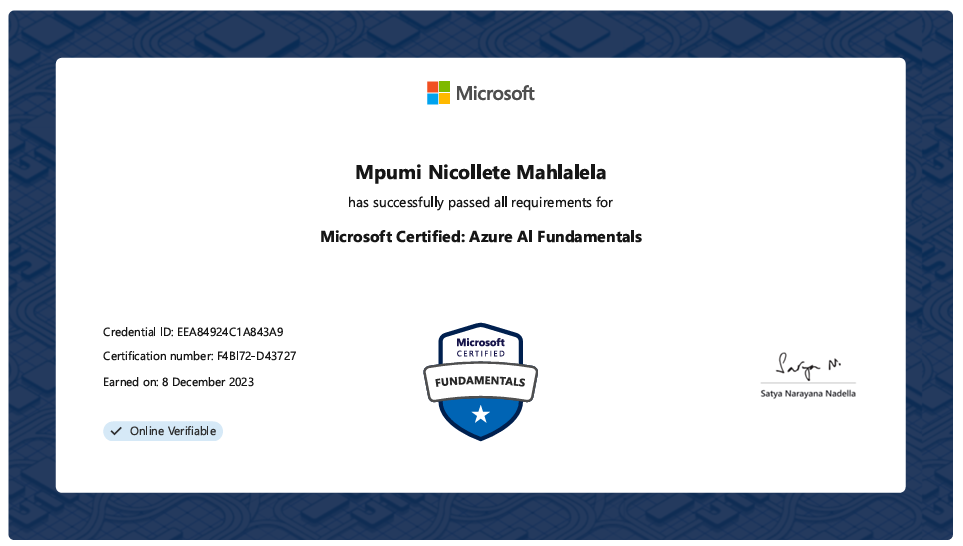 Microsoft
Mpumi Nicollete Mahlalela
has successfully passed all requirements for
Microsoft Certified: Azure AI Fundamentals
Credential ID: EEA84924C1A843A9
Certification number: F4BI72-D43727
Earned on: 8 December 2023
Online Verifiable
Microsoft
CERTIFIED
FUNDAMENTALS
Satya N.
Satya Narayana Nadella